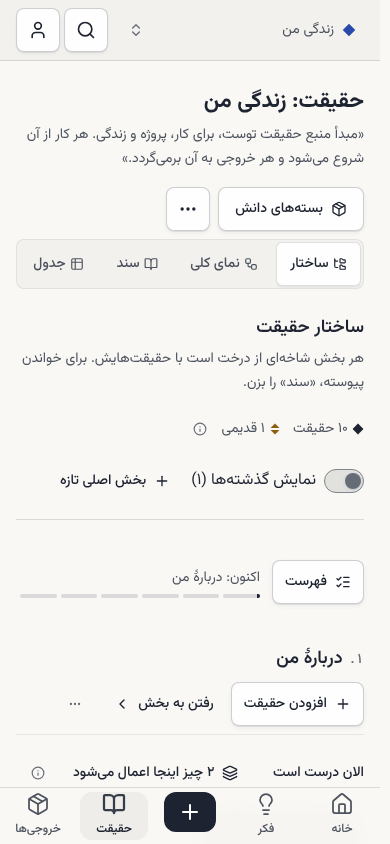 زندگی من
حقیقت: زندگی من
«مبدأ منبع حقیقت توست، برای کار، پروژه و زندگی. هر کار از آن
شروع می‌شود و هر خروجی به آن برمی‌گردد.»
بسته‌های دانش
ساختار
نمای کلی
سند
جدول
ساختار حقیقت
هر بخش شاخه‌ای از درخت است با حقیقت‌هایش. برای خواندن
پیوسته، «سند» را بزن.
۱۰ حقیقت
۱ قدیمی
نمایش گذشته‌ها (۱)
بخش اصلی تازه
فهرست
اکنون: دربارهٔ من
۱. دربارهٔ من
افزودن حقیقت
رفتن به بخش
الان درست است
۲ چیز اینجا اعمال می‌شود
خانه
فکر
حقیقت
خروجی‌ها